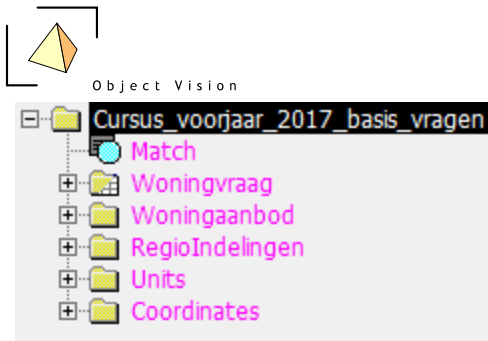 Object Vision
Cursus_voorjaar_2017_basis_vragen
Match
Woningvraag
Woningaanbod
RegioIndelingen
Units
Coordinates